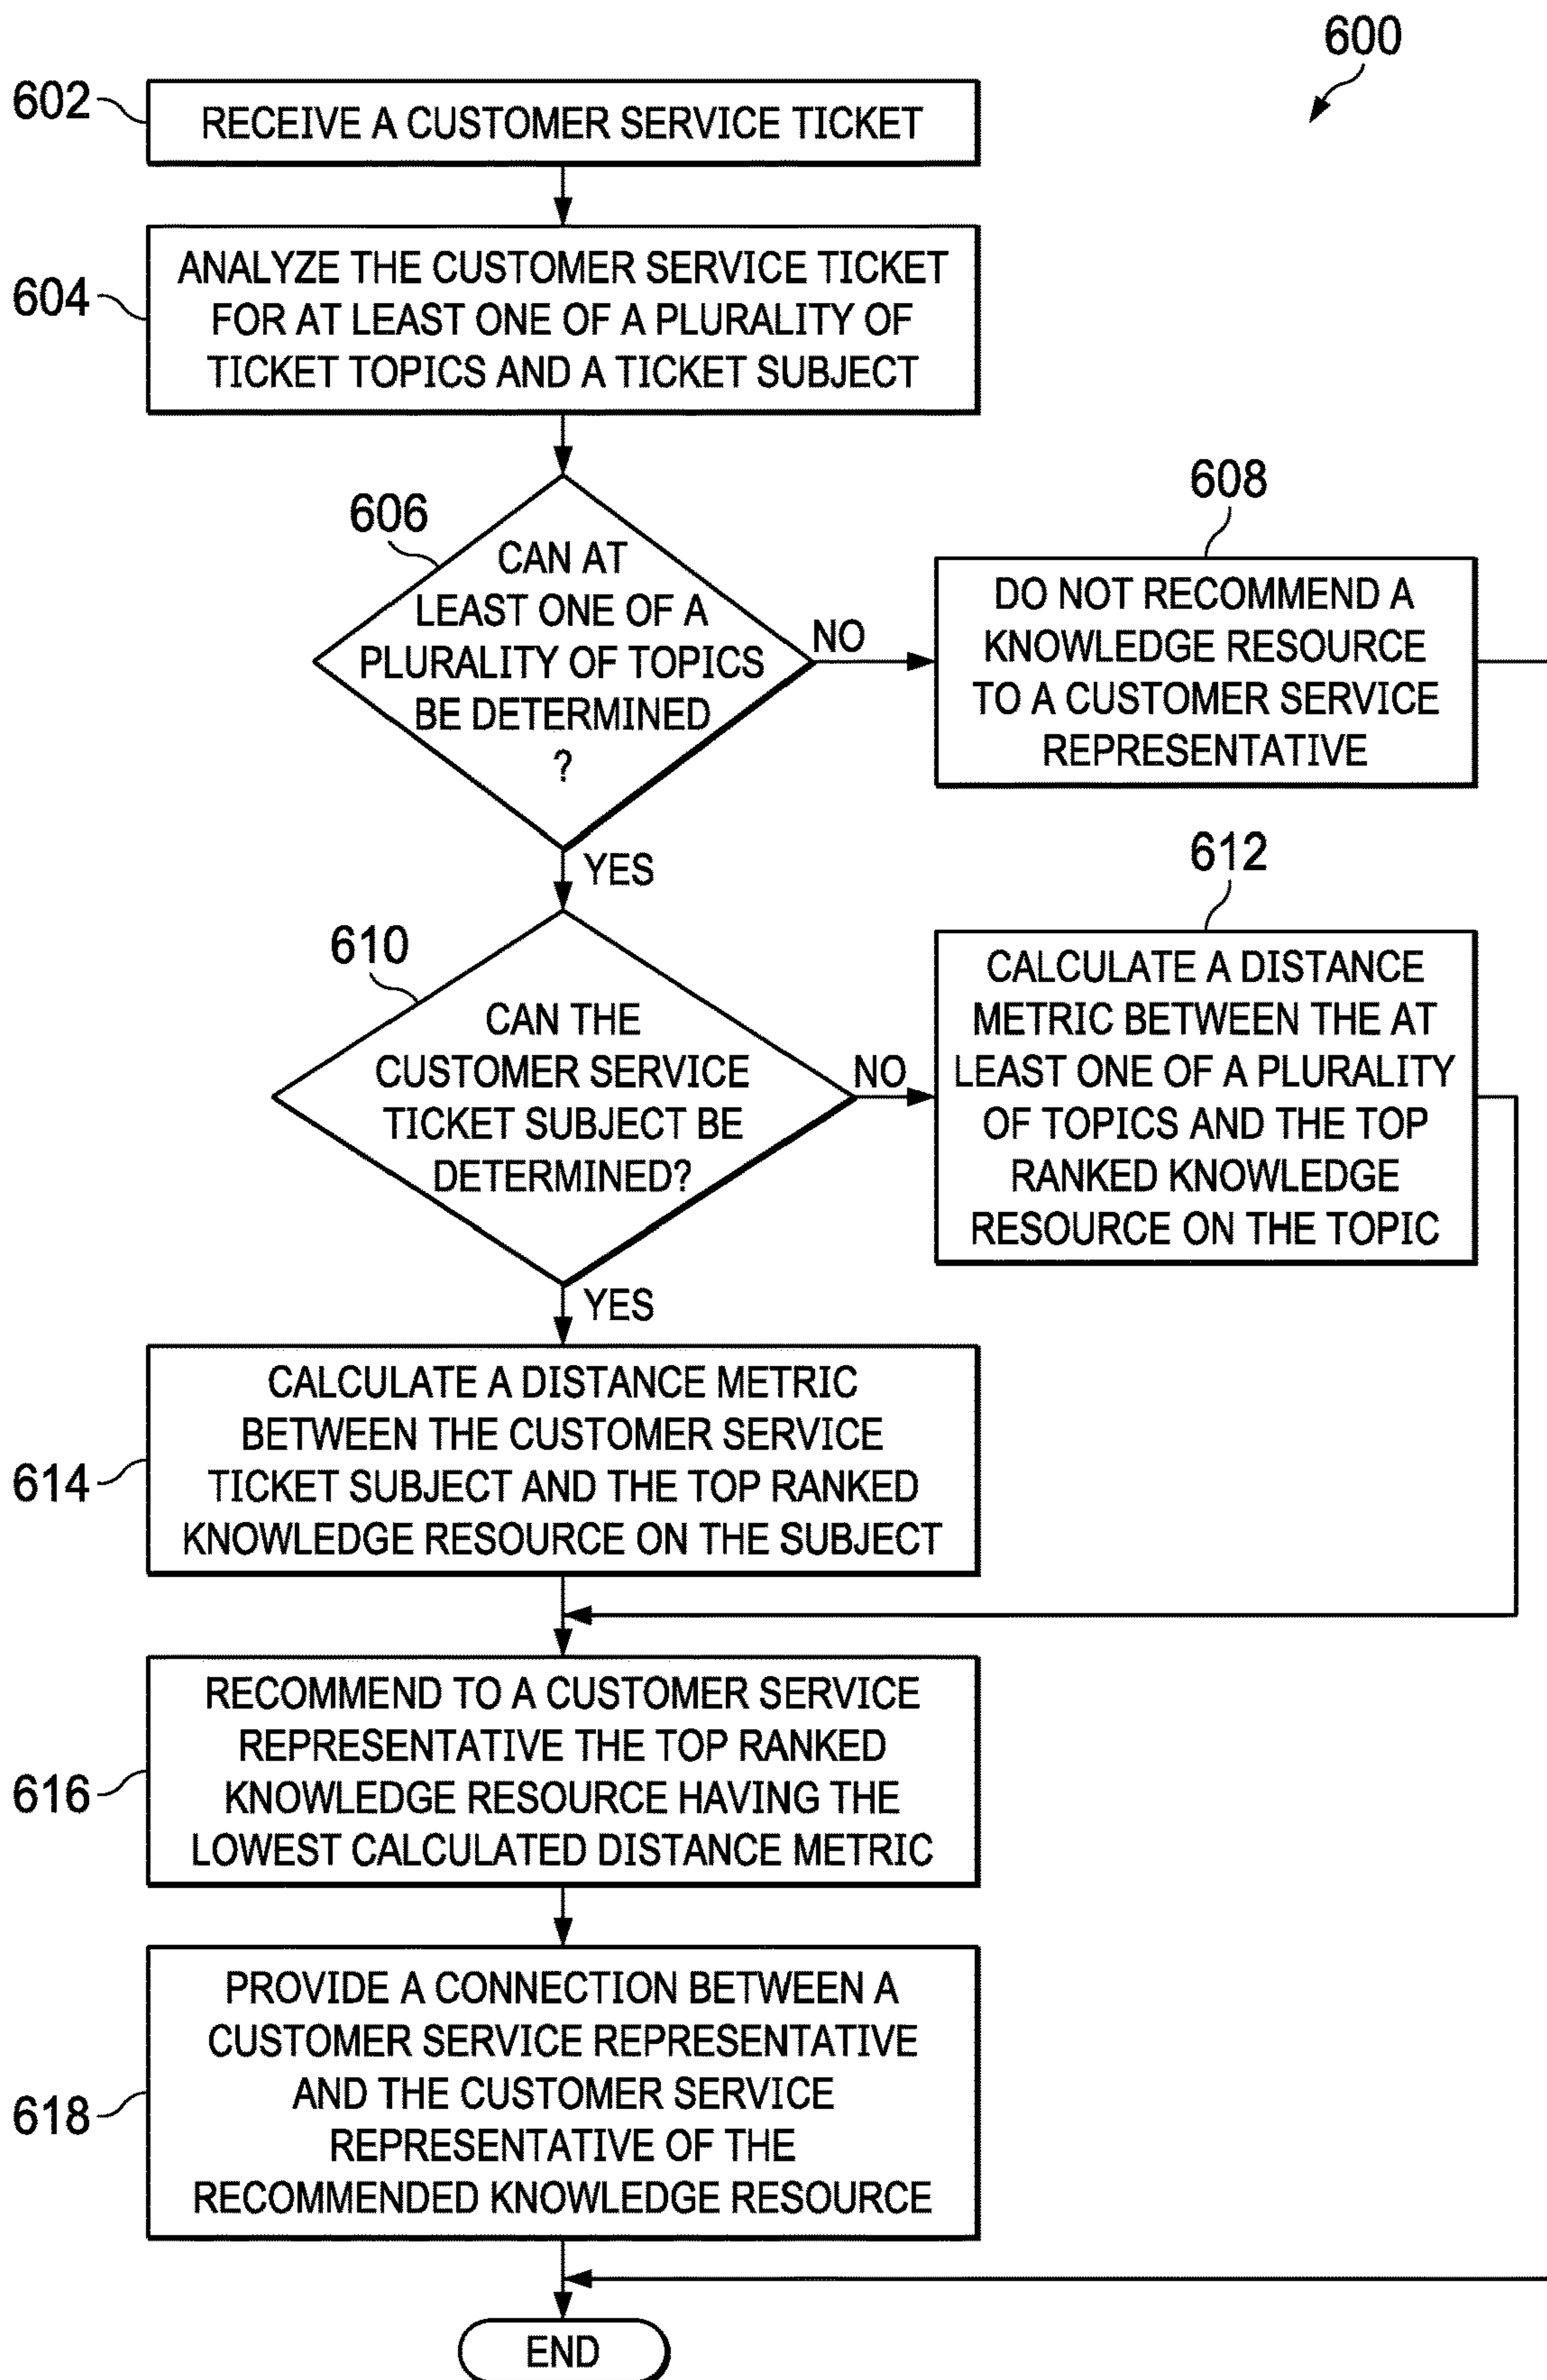 600
602
RECEIVE A CUSTOMER SERVICE TICKET
604
ANALYZE THE CUSTOMER SERVICE TICKET
FOR AT LEAST ONE OF A PLURALITY OF
TICKET TOPICS AND A TICKET SUBJECT
606
CAN AT
LEAST ONE OF A
PLURALITY OF TOPICS
BE DETERMINED
?
NO
608
DO NOT RECOMMEND A
KNOWLEDGE RESOURCE
TO A CUSTOMER SERVICE
REPRESENTATIVE
YES
610
CAN THE
CUSTOMER SERVICE
TICKET SUBJECT BE
DETERMINED?
NO
612
CALCULATE A DISTANCE
METRIC BETWEEN THE AT
LEAST ONE OF A PLURALITY
OF TOPICS AND THE TOP
RANKED KNOWLEDGE
RESOURCE ON THE TOPIC
YES
614
CALCULATE A DISTANCE METRIC
BETWEEN THE CUSTOMER SERVICE
TICKET SUBJECT AND THE TOP RANKED
KNOWLEDGE RESOURCE ON THE SUBJECT
616
RECOMMEND TO A CUSTOMER SERVICE
REPRESENTATIVE THE TOP RANKED
KNOWLEDGE RESOURCE HAVING THE
LOWEST CALCULATED DISTANCE METRIC
618
PROVIDE A CONNECTION BETWEEN A
CUSTOMER SERVICE REPRESENTATIVE
AND THE CUSTOMER SERVICE
REPRESENTATIVE OF THE
RECOMMENDED KNOWLEDGE RESOURCE
END